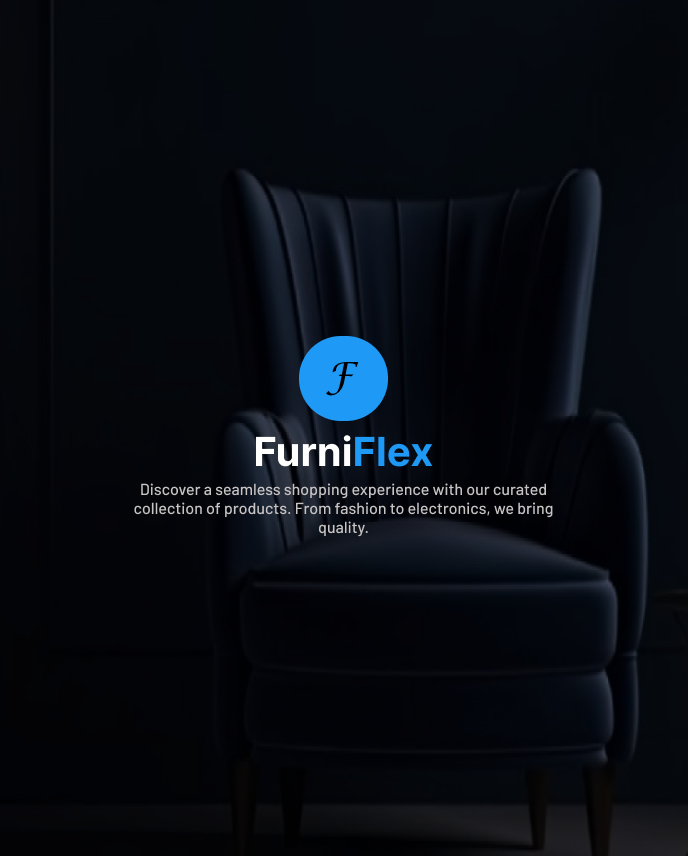 ℱ
FurniFlex
Discover a seamless shopping experience with our curated
collection of products. From fashion to electronics, we bring
quality.